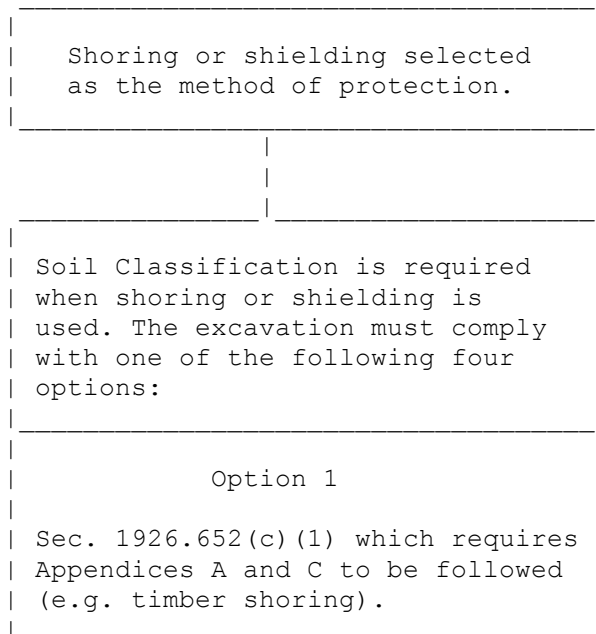 Shoring or shielding selected
as the method of protection.
Soil Classification is required
when shoring or shielding is
used. The excavation must comply
with one of the following four
options:
Option 1
Sec. 1926.652(c)(1) which requires
Appendices A and C to be followed
(e.g. timber shoring).